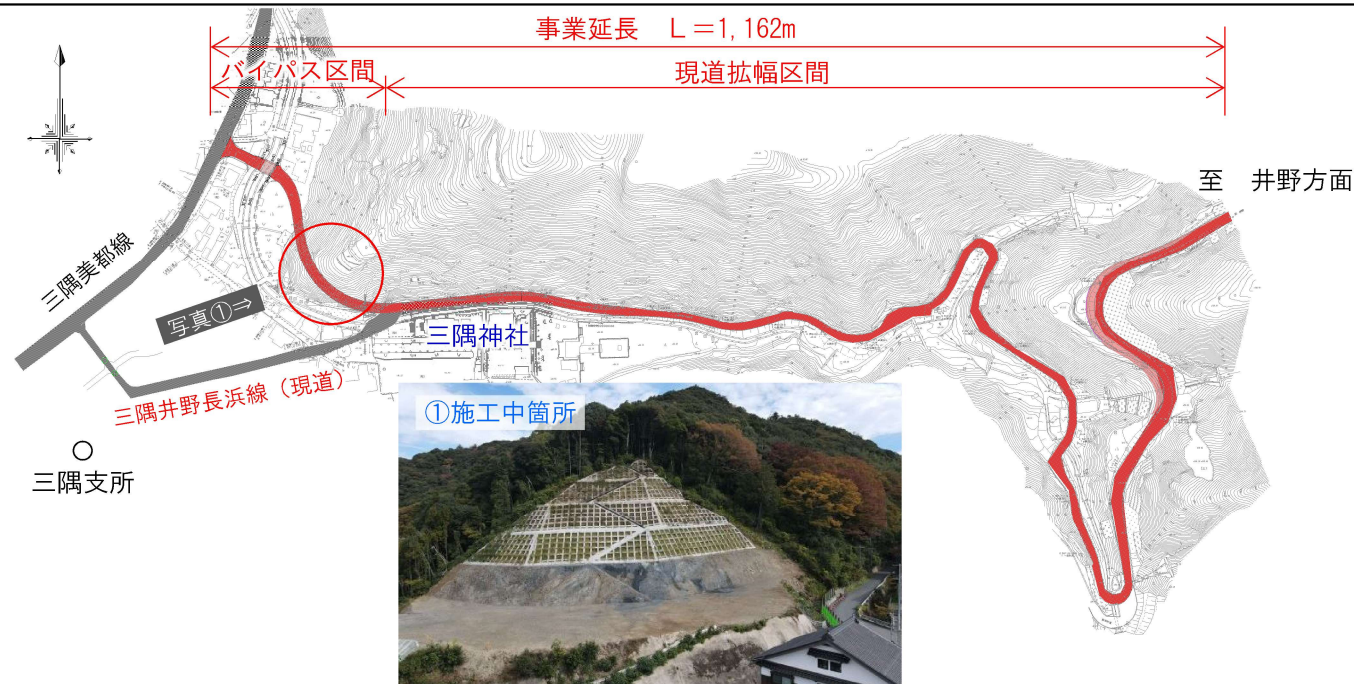 事業延長 L=1,162m
バイパス区間
現道拡幅区間
至 井野方面
三隅美都線
写真①⇒
三隅神社
三隅井野長浜線（現道）
①施工中箇所
三隅支所